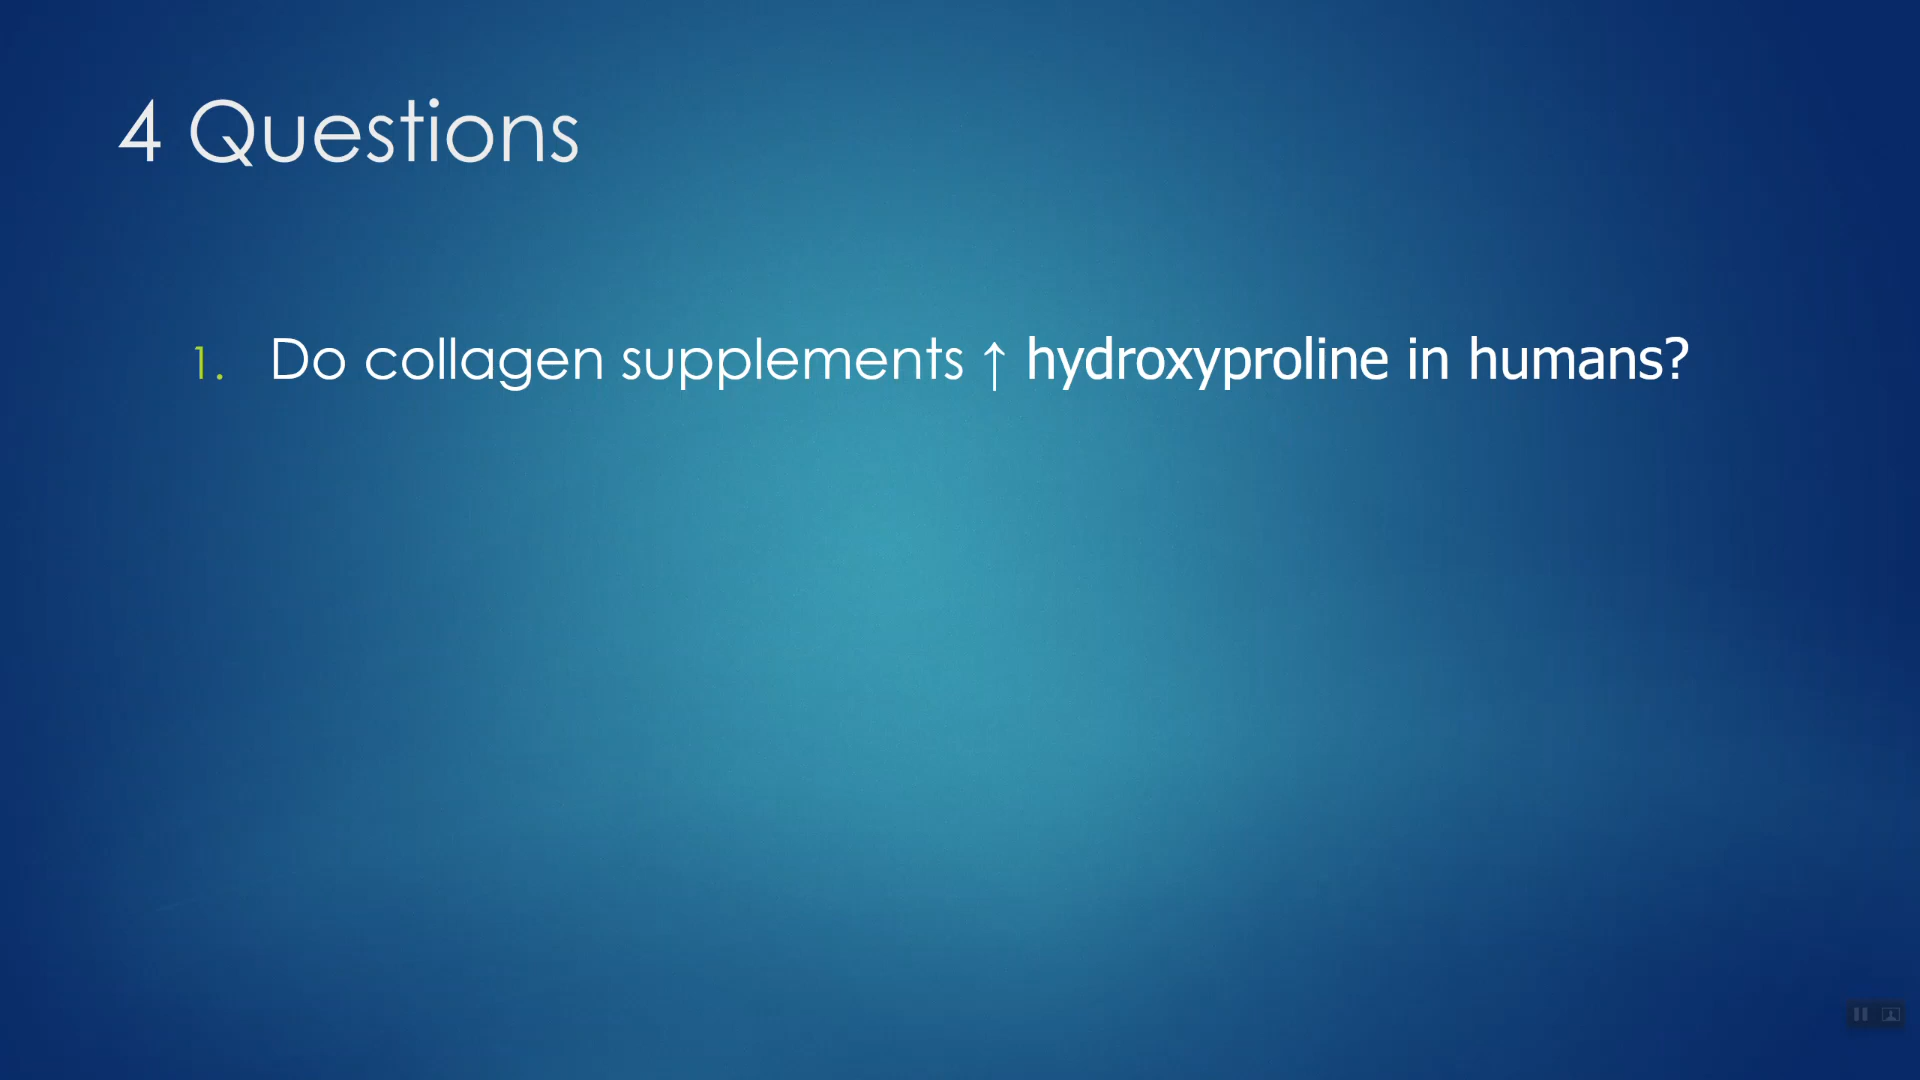 4 Questions
1. Do collagen supplements ↑ hydroxyproline in humans?